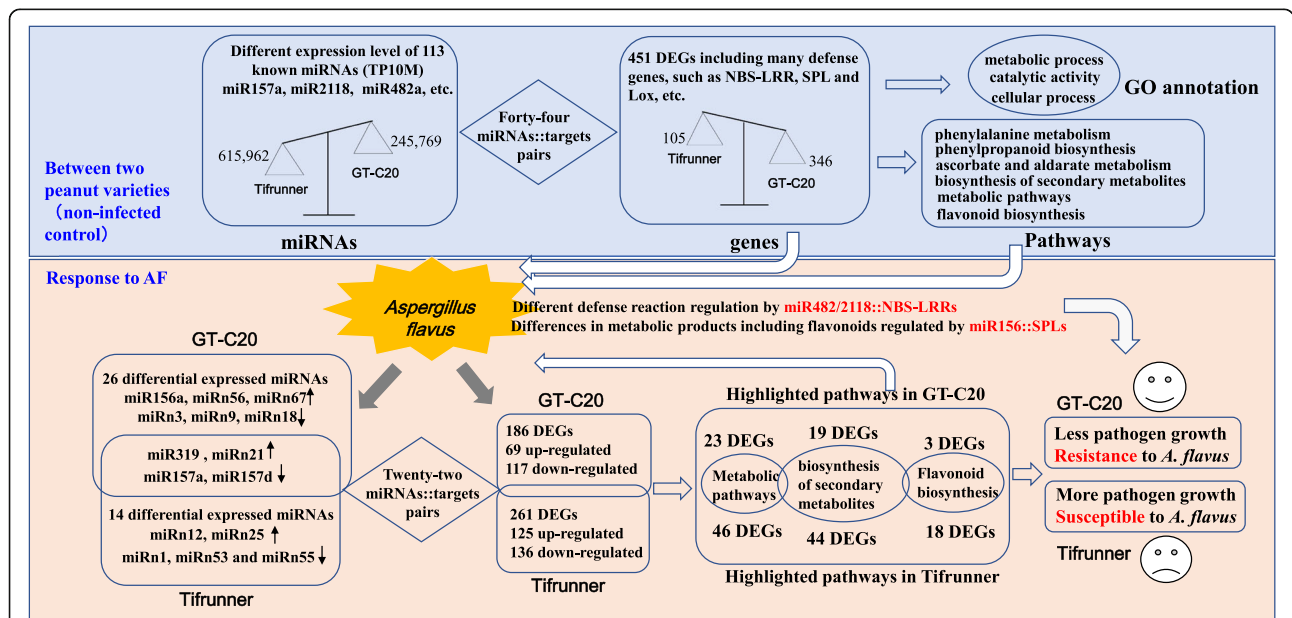 Different expression level of 113
known miRNAs (TP10M)
miR157a, miR2118, miR482a, etc.
615,962
245,769
Tifrunner
GT-C20
miRNAs
Forty-four
miRNAs::targets
pairs
451 DEGs including many defense
genes, such as NBS-LRR, SPL and
Lox, etc.
105
Tifrunner
346
GT-C20
genes
metabolic process
catalytic activity
cellular process
GO annotation
phenylalanine metabolism
phenylpropanoid biosynthesis
ascorbate and aldarate metabolism
biosynthesis of secondary metabolites
metabolic pathways
flavonoid biosynthesis
Pathways
Between two
peanut varieties
（non-infected
control）
Response to AF
Aspergillus
flavus
Different defense reaction regulation by miR482/2118::NBS-LRRs
Differences in metabolic products including flavonoids regulated by miR156::SPLs
GT-C20
26 differential expressed miRNAs
miR156a, miRn56, miRn67↑
miRn3, miRn9, miRn18↓
miR319 , miRn21 ↑
miR157a, miR157d ↓
14 differential expressed miRNAs
miRn12, miRn25 ↑
miRn1, miRn53 and miRn55↓
Tifrunner
Twenty-two
miRNAs::targets
pairs
GT-C20
186 DEGs
69 up-regulated
117 down-regulated
261 DEGs
125 up-regulated
136 down-regulated
Tifrunner
Highlighted pathways in GT-C20
23 DEGs
19 DEGs
3 DEGs
Metabolic
pathways
biosynthesis
of secondary
metabolites
Flavonoid
biosynthesis
46 DEGs
44 DEGs
18 DEGs
Highlighted pathways in Tifrunner
GT-C20
Less pathogen growth
Resistance to A. flavus
More pathogen growth
Susceptible to A. flavus
Tifrunner